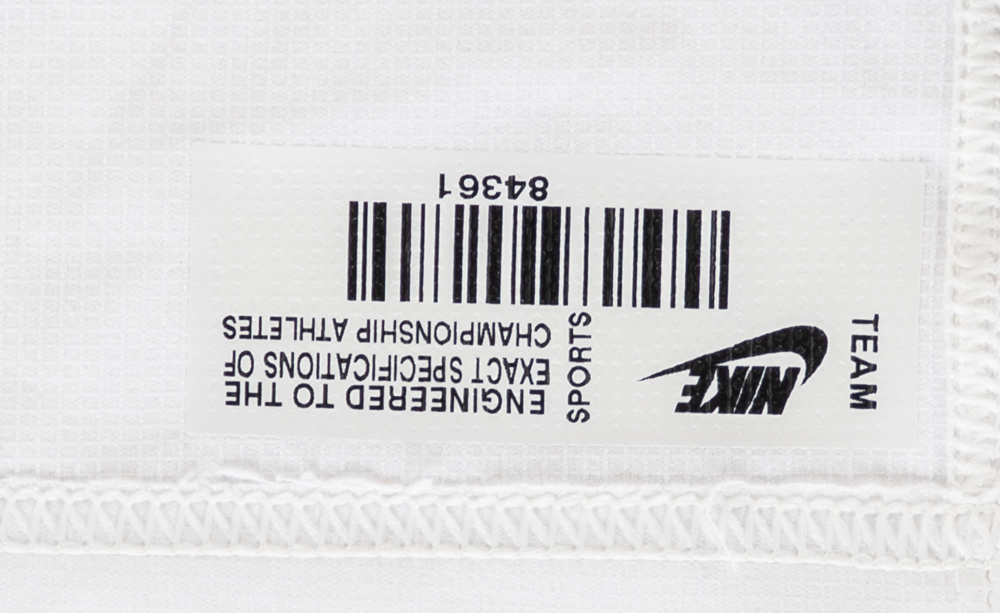 TEAM
NIKE
SPORTS
ENGINEERED TO THE
EXACT SPECIFICATIONS OF
CHAMPIONSHIP ATHLETES
84361